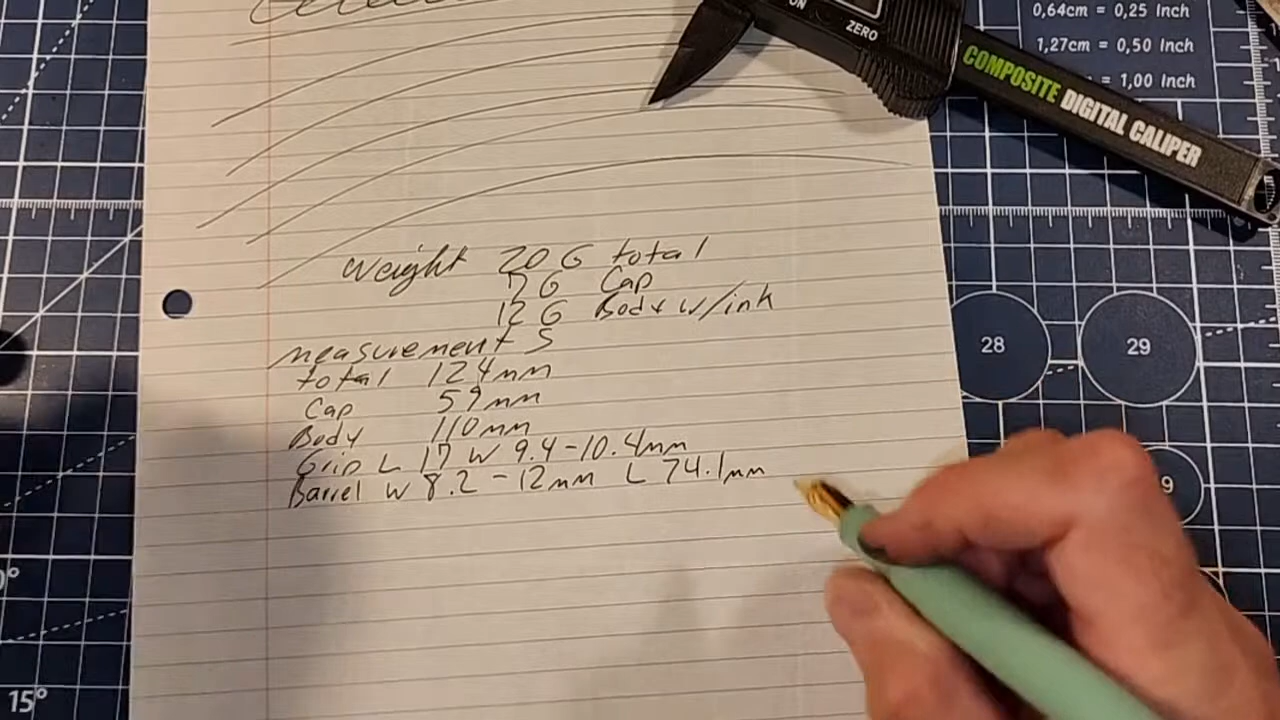 ON
ZERO
COMPOSITE DIGITAL CALIPER
0,64cm = 0,25 Inch
1,27cm = 0,50 Inch
= 1,00 Inch
weight 20 G total
7 G Cap
12 G Body w/ink
measurements
total 124mm
Cap 59mm
Body 110mm
Grip L 17 W 9.4-10.4mm
Barrel W 8.2-12mm L 74.1mm
28
29
9
0°
15°